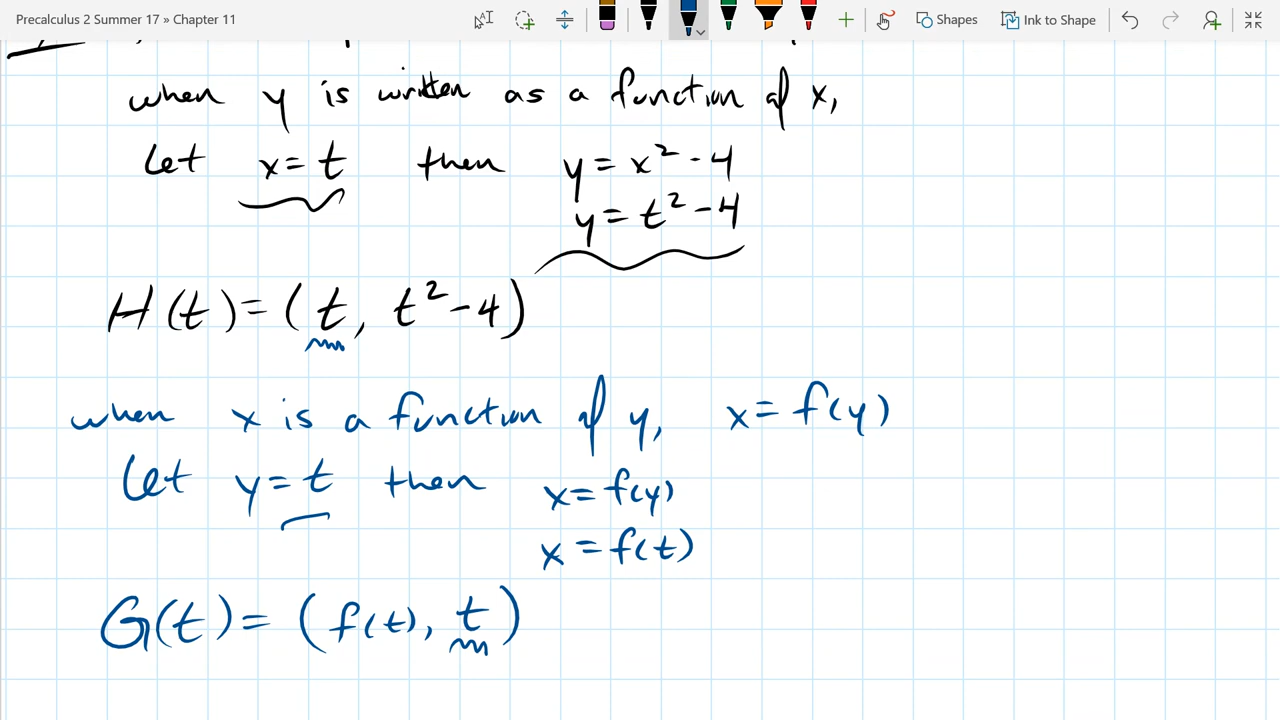 Precalculus 2 Summer 17 » Chapter 11
Shapes
Ink to Shape
when y is written as a function of x,
Let x = t then y = x² - 4
y = t² - 4
H(t) = (t, t² - 4)
when x is a function of y, x = f(y)
Let y = t then x = f(y)
x = f(t)
G(t) = (f(t), t)